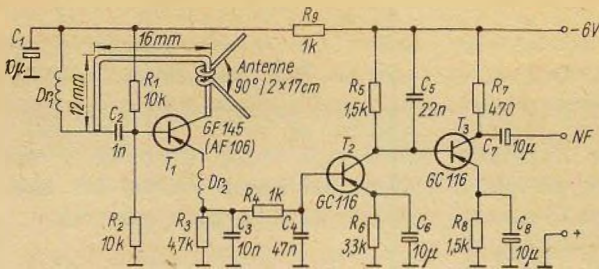 C1
10µ
Dr1
16mm
12mm
C2
1n
R1
10k
R2
10k
Antenne
90°/2×17cm
GF145
(AF106)
T1
Dr2
R3
4,7k
C3
10n
R4 1k
C4
47n
R9
1k
R5
1,5k
T2
GC116
R6
3,3k
C6
10µ
C5
22n
T3
GC116
R7
470
C7
10µ
R8
1,5k
C8
10µ
–6V
NF
+